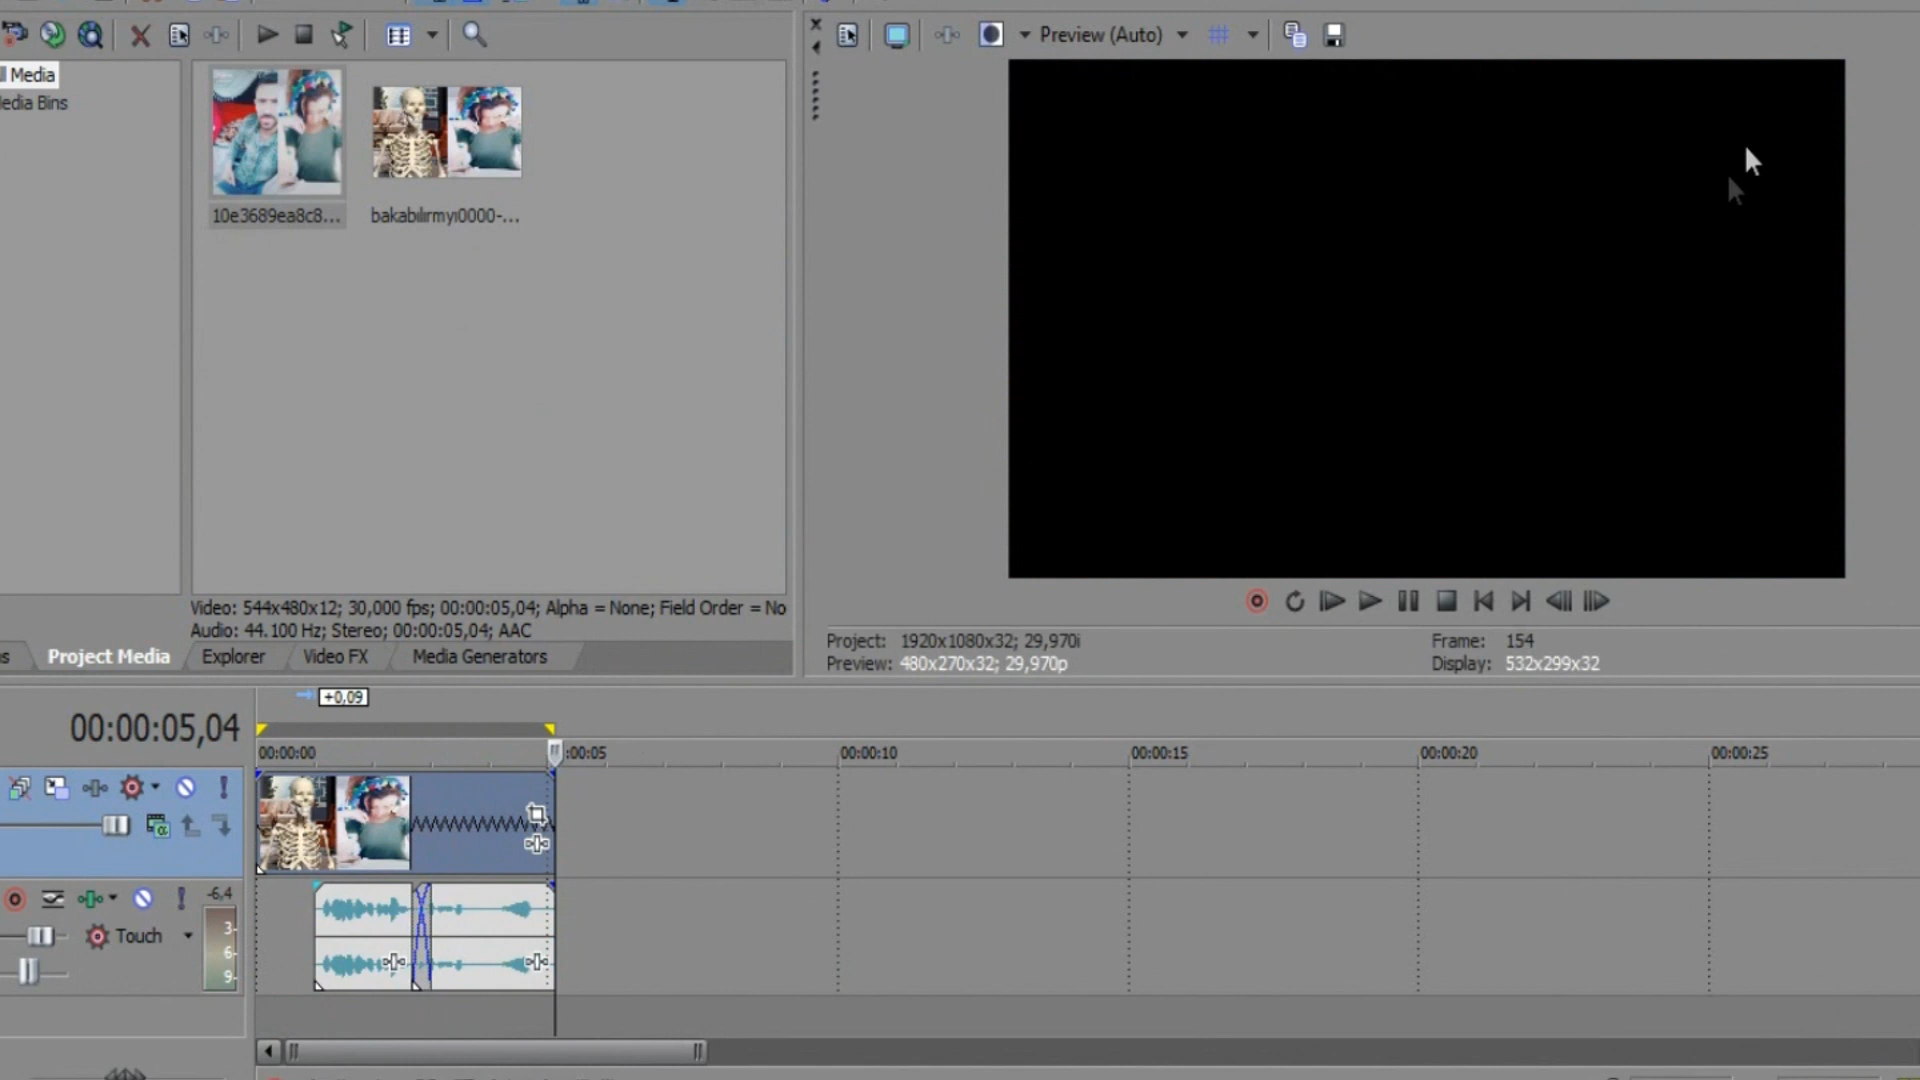 Preview (Auto)
ll Media
ledia Bins
10e3689ea8c8...
bakabilırmyı0000-...
Video: 544x480x12; 30,000 fps; 00:00:05,04; Alpha = None; Field Order = No
Audio: 44.100 Hz; Stereo; 00:00:05,04; AAC
s
Project Media
Explorer
Video FX
Media Generators
Project: 1920x1080x32; 29,970i
Preview: 480x270x32; 29,970p
Frame: 154
Display: 532x299x32
+0,09
00:00:05,04
00:00:00
:00:05
00:00:10
00:00:15
00:00:20
00:00:25
-6,4
Touch
3-
6-
9-